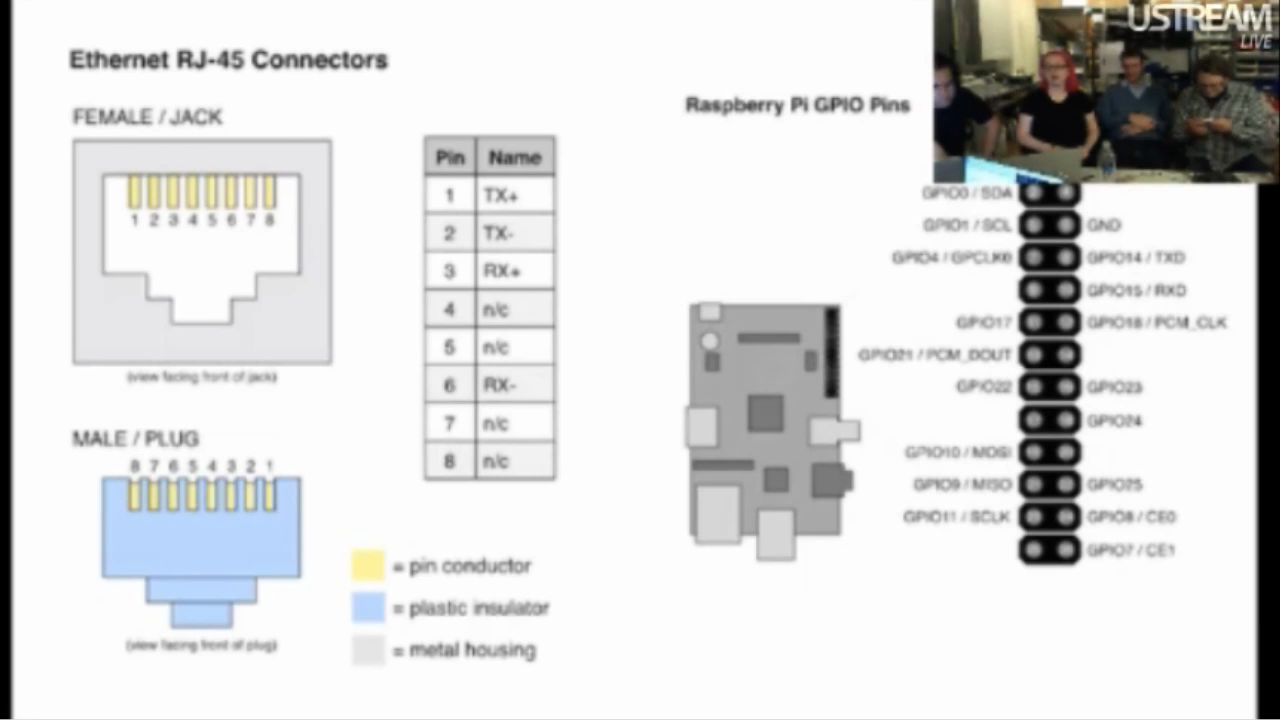 Ethernet RJ-45 Connectors
FEMALE / JACK
1 2 3 4 5 6 7 8
(view facing front of jack)
MALE / PLUG
8 7 6 5 4 3 2 1
(view facing front of plug)
Pin Name
1 TX+
2 TX-
3 RX+
4 n/c
5 n/c
6 RX-
7 n/c
8 n/c
= pin conductor
= plastic insulator
= metal housing
Raspberry Pi GPIO Pins
USTREAM
LIVE
GPIO0 / SDA
GPIO1 / SCL GND
GPIO4 / GPCLK0 GPIO14 / TXD
GPIO15 / RXD
GPIO17 GPIO18 / PCM_CLK
GPIO21 / PCM_DOUT
GPIO22 GPIO23
GPIO24
GPIO10 / MOSI
GPIO9 / MISO GPIO25
GPIO11 / SCLK GPIO8 / CE0
GPIO7 / CE1